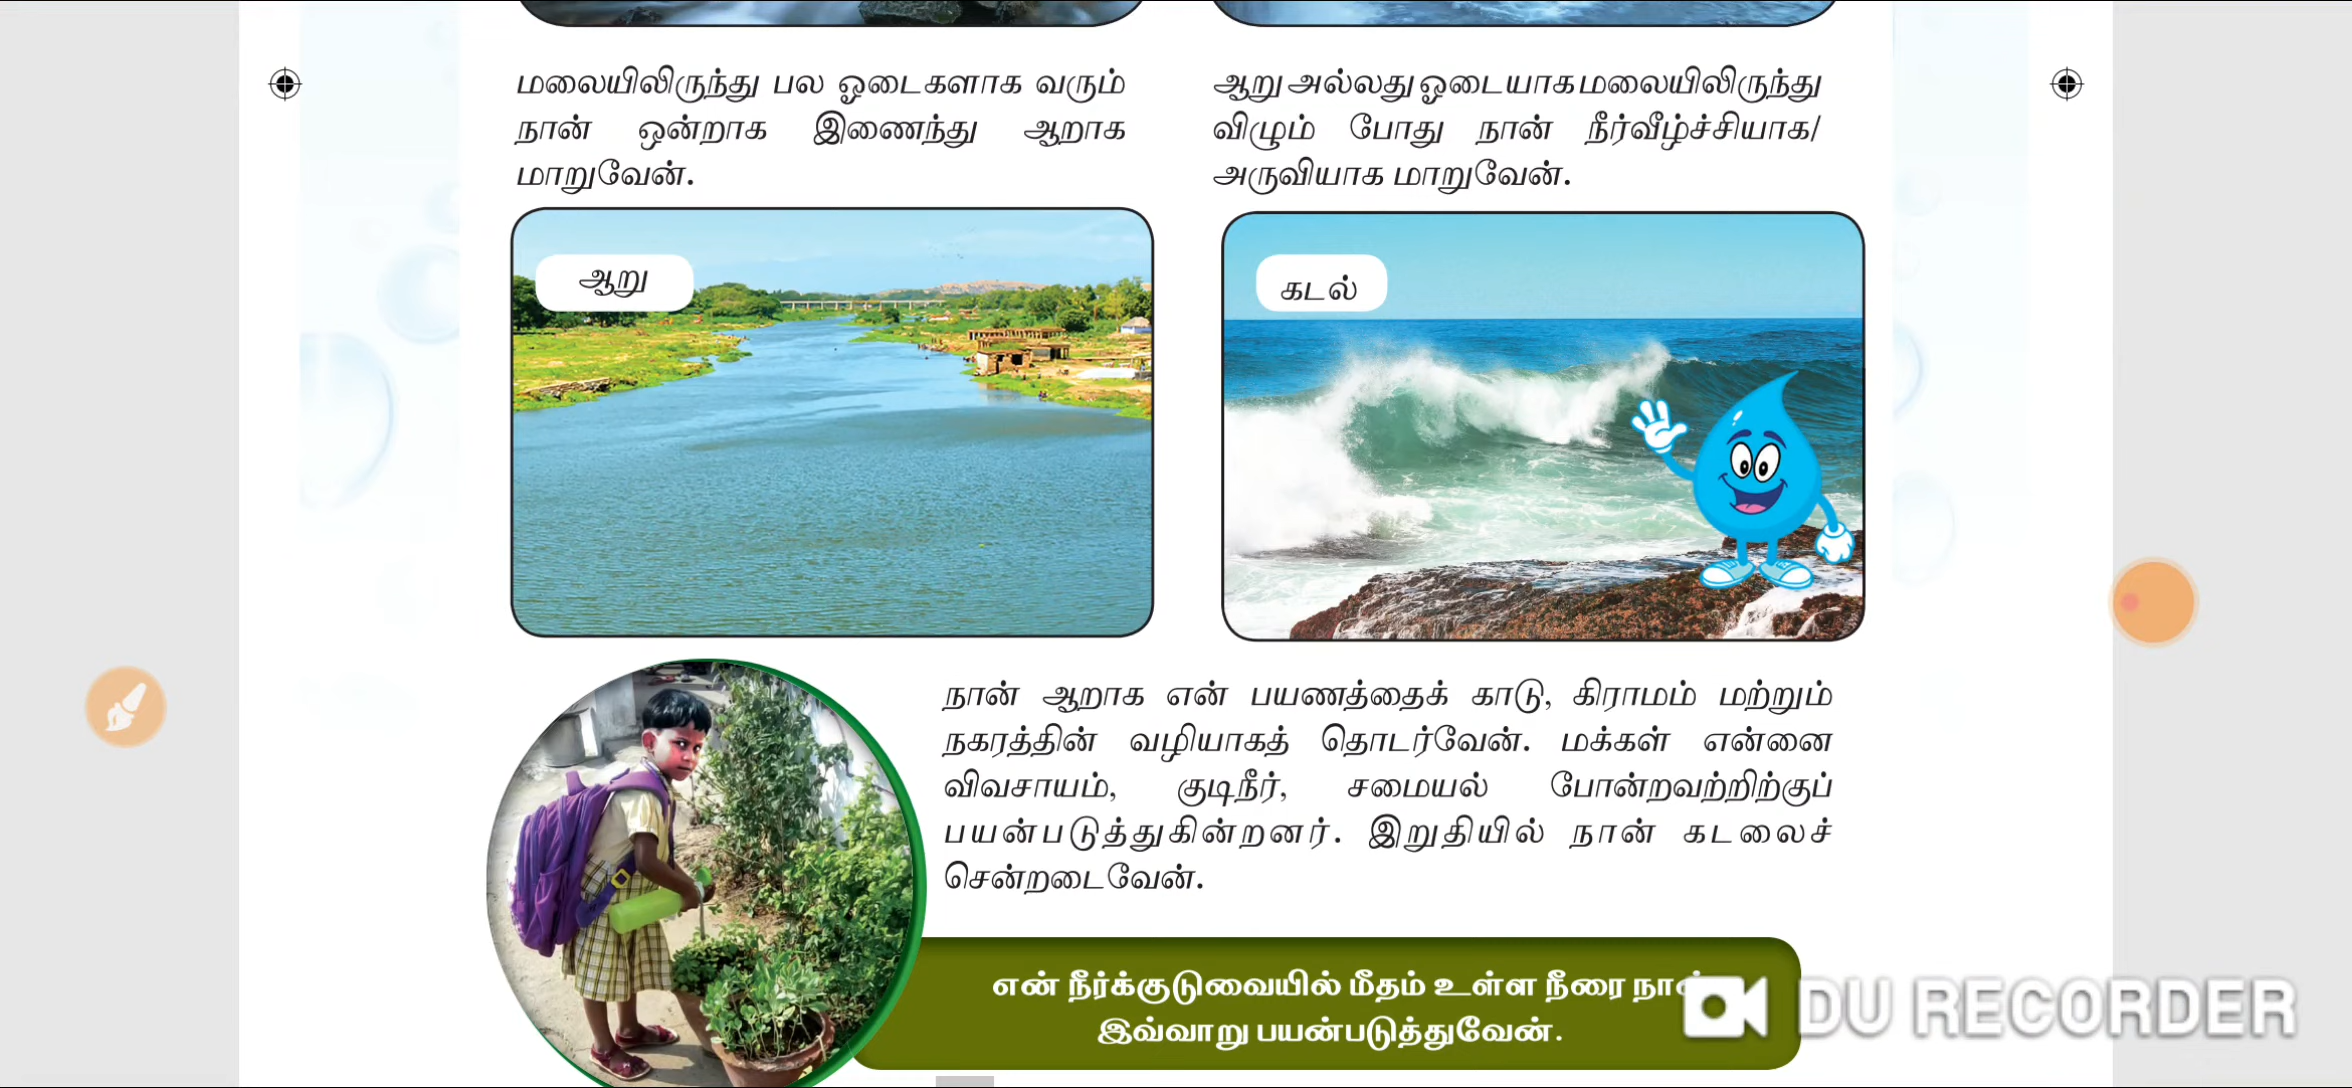 மலையிலிருந்து பல ஓடைகளாக வரும்
நான் ஒன்றாக இணைந்து ஆறாக
மாறுவேன்.
ஆறு அல்லது ஓடையாக மலையிலிருந்து
விழும் போது நான் நீர்வீழ்ச்சியாக/
அருவியாக மாறுவேன்.
ஆறு
கடல்
நான் ஆறாக என் பயணத்தைக் காடு, கிராமம் மற்றும்
நகரத்தின் வழியாகத் தொடர்வேன். மக்கள் என்னை
விவசாயம், குடிநீர், சமையல் போன்றவற்றிற்குப்
பயன்படுத்துகின்றனர். இறுதியில் நான் கடலைச்
சென்றடைவேன்.
என் நீர்க்குடுவையில் மீதம் உள்ள நீரை நான்
இவ்வாறு பயன்படுத்துவேன்.
DU RECORDER